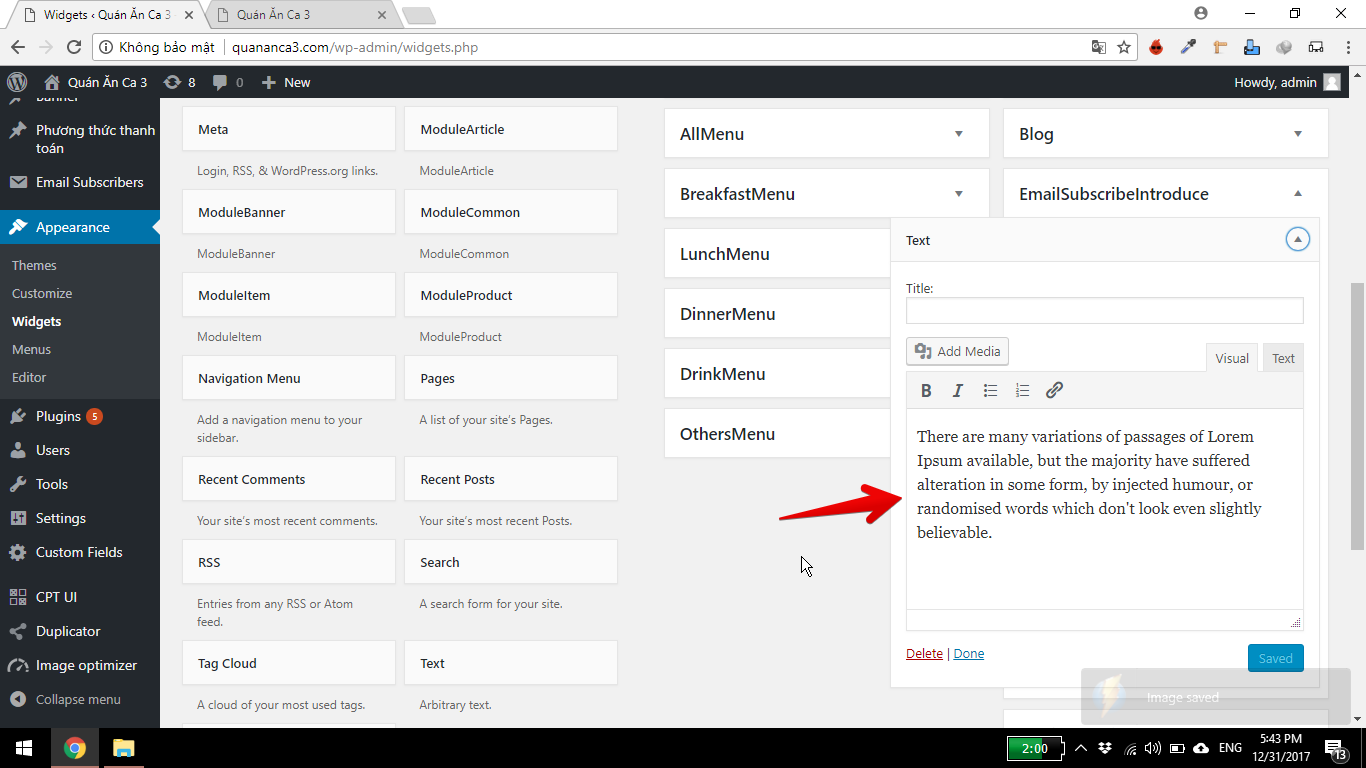 Widgets ‹ Quán Ăn Ca 3
Quán Ăn Ca 3
Không bảo mật
quananca3.com/wp-admin/widgets.php
Quán Ăn Ca 3
8
0
New
Howdy, admin
Banner
Phương thức thanh
toán
Email Subscribers
Appearance
Themes
Customize
Widgets
Menus
Editor
Plugins 5
Users
Tools
Settings
Custom Fields
CPT UI
Duplicator
Image optimizer
Collapse menu
Meta
Login, RSS, & WordPress.org links.
ModuleArticle
ModuleArticle
ModuleBanner
ModuleBanner
ModuleCommon
ModuleCommon
ModuleItem
ModuleItem
ModuleProduct
ModuleProduct
Navigation Menu
Add a navigation menu to your
sidebar.
Pages
A list of your site's Pages.
Recent Comments
Your site's most recent comments.
Recent Posts
Your site's most recent Posts.
RSS
Entries from any RSS or Atom
feed.
Search
A search form for your site.
Tag Cloud
A cloud of your most used tags.
Text
Arbitrary text.
AllMenu
BreakfastMenu
LunchMenu
DinnerMenu
DrinkMenu
OthersMenu
Blog
EmailSubscribeIntroduce
Text
Title:
Add Media
Visual
Text
B I
There are many variations of passages of Lorem
Ipsum available, but the majority have suffered
alteration in some form, by injected humour, or
randomised words which don't look even slightly
believable.
Delete | Done
Saved
Image saved
2:00
ENG
5:43 PM
12/31/2017
13